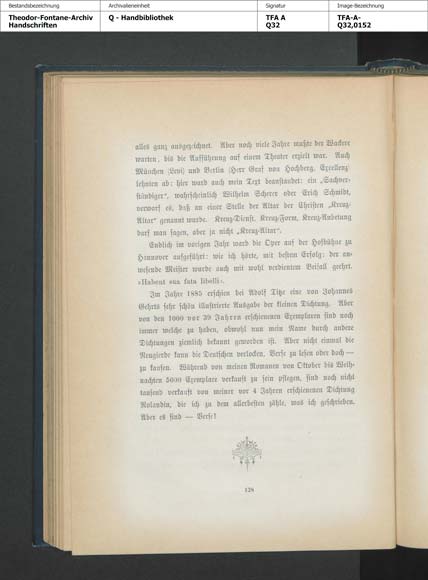 Bestandsbezeichnung
Theodor-Fontane-Archiv
Handschriften
Archivalieneinheit
Q - Handbibliothek
Signatur
TFA A
Q32
Image-Bezeichnung
TFA-A-
Q32,0152
alles ganz ausgezeichnet. Aber noch viele Jahre mußte der Wackere
warten, bis die Aufführung auf einem Theater erzielt war. Auch
München (Levi) und Berlin (Herr Graf von Hochberg, Excellenz)
lehnten ab: hier ward auch mein Text beanstandet: ein „Sachver-
ständiger“, wahrscheinlich Wilhelm Scherer oder Erich Schmidt,
verwarf es, daß an einer Stelle der Altar der Christen „Kreuz-
Altar“ genannt wurde. Kreuz-Dienst, Kreuz-Form, Kreuz-Anbetung
darf man sagen, aber ja nicht „Kreuz-Altar“.
Endlich im vorigen Jahr ward die Oper auf der Hofbühne zu
Hannover aufgeführt: wie ich hörte, mit bestem Erfolg: der an-
wesende Meister wurde auch mit wohl verdientem Beifall geehrt.
»Habent sua fata libelli«.
Im Jahre 1885 erschien bei Adolf Titze eine von Johannes
Gehrts sehr schön illustrierte Ausgabe der kleinen Dichtung. Aber
von den 1000 vor 39 Jahren erschienenen Exemplaren sind noch
immer welche zu haben, obwohl nun mein Name durch andere
Dichtungen ziemlich bekannt geworden ist. Aber nicht einmal die
Neugierde kann die Deutschen verlocken, Verse zu lesen oder doch —
zu kaufen. Während von meinen Romanen von Oktober bis Weih-
nachten 5000 Exemplare verkauft zu sein pflegen, sind noch nicht
tausend verkauft von meiner vor 4 Jahren erschienenen Dichtung
Rolandin, die ich zu dem allerbesten zähle, was ich geschrieben.
Aber es sind — Verse!
128